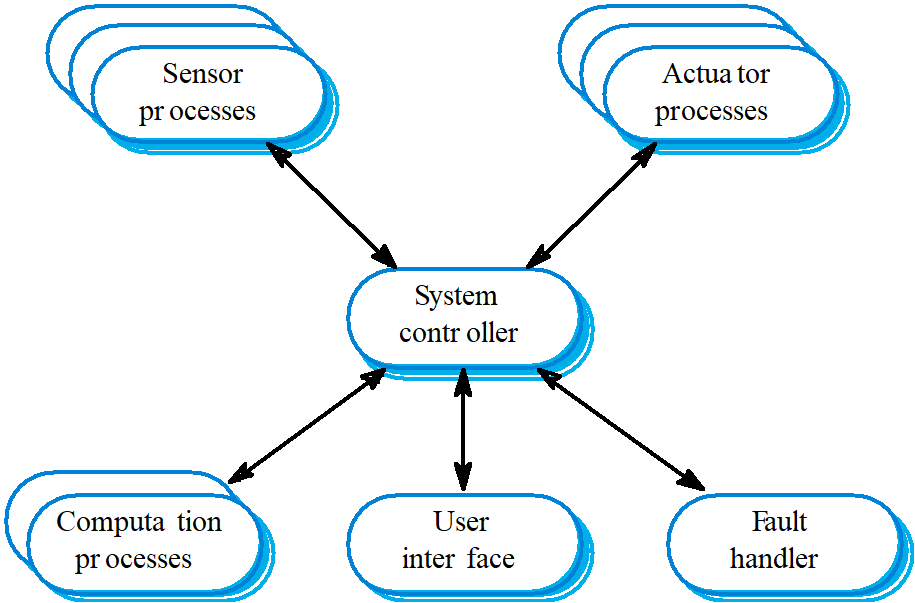 Sensor
pr ocesses
Actua tor
processes
System
contr oller
Computa tion
pr ocesses
User
inter face
Fault
handler